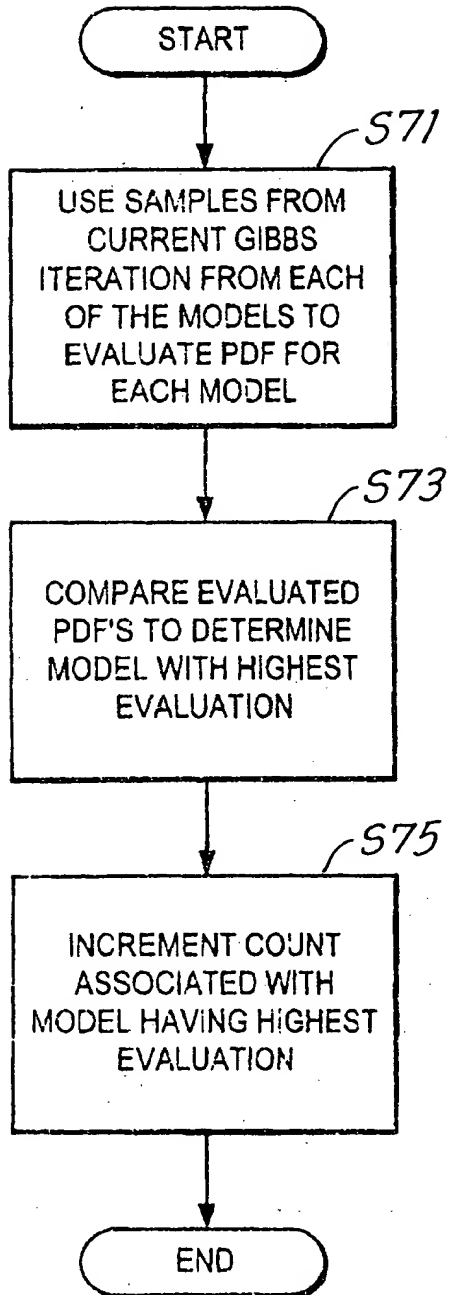 START
S71
USE SAMPLES FROM
CURRENT GIBBS
ITERATION FROM EACH
OF THE MODELS TO
EVALUATE PDF FOR
EACH MODEL
S73
COMPARE EVALUATED
PDF'S TO DETERMINE
MODEL WITH HIGHEST
EVALUATION
S75
INCREMENT COUNT
ASSOCIATED WITH
MODEL HAVING HIGHEST
EVALUATION
END